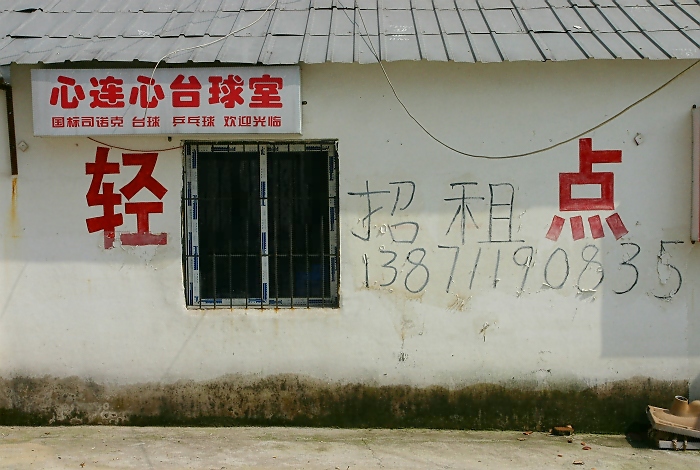 心连心台球室
国标司诺克 台球 乒乓球 欢迎光临
轻
点
招租
13871190835